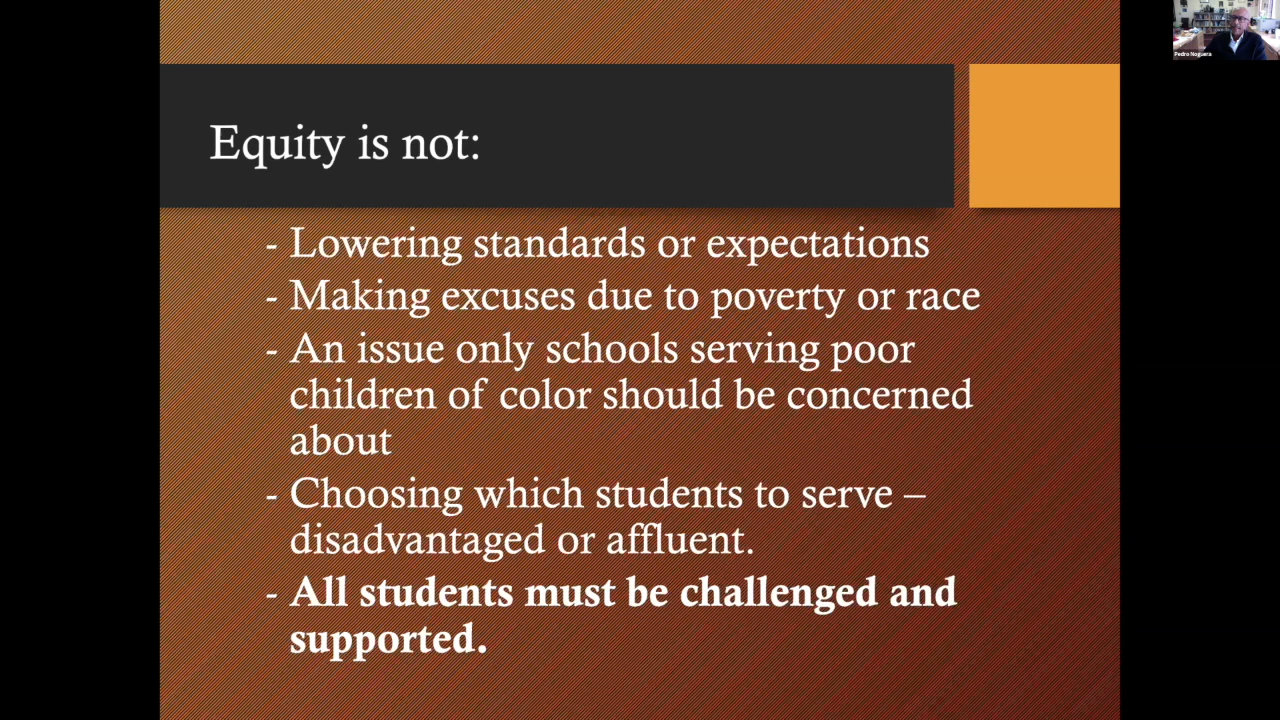 Pedro Noguera
Equity is not:
- Lowering standards or expectations
- Making excuses due to poverty or race
- An issue only schools serving poor
children of color should be concerned
about
- Choosing which students to serve –
disadvantaged or affluent.
- All students must be challenged and
supported.